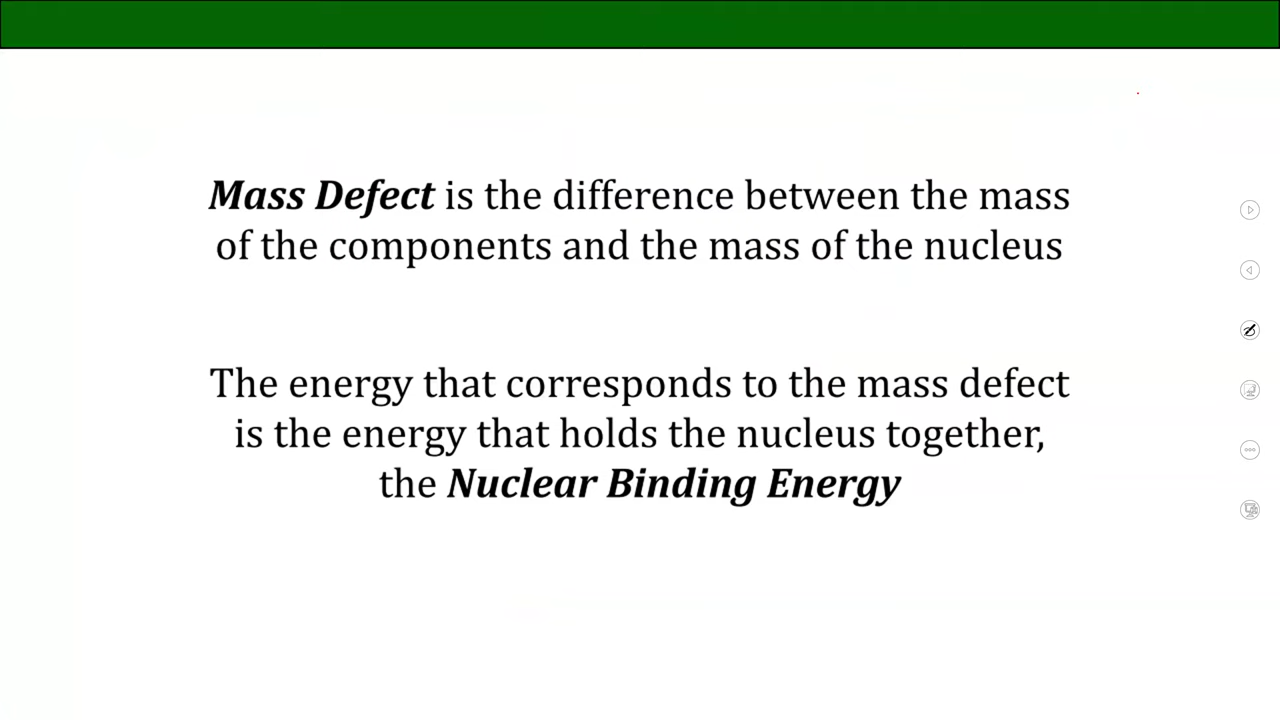 Mass Defect is the difference between the mass
of the components and the mass of the nucleus
The energy that corresponds to the mass defect
is the energy that holds the nucleus together,
the Nuclear Binding Energy